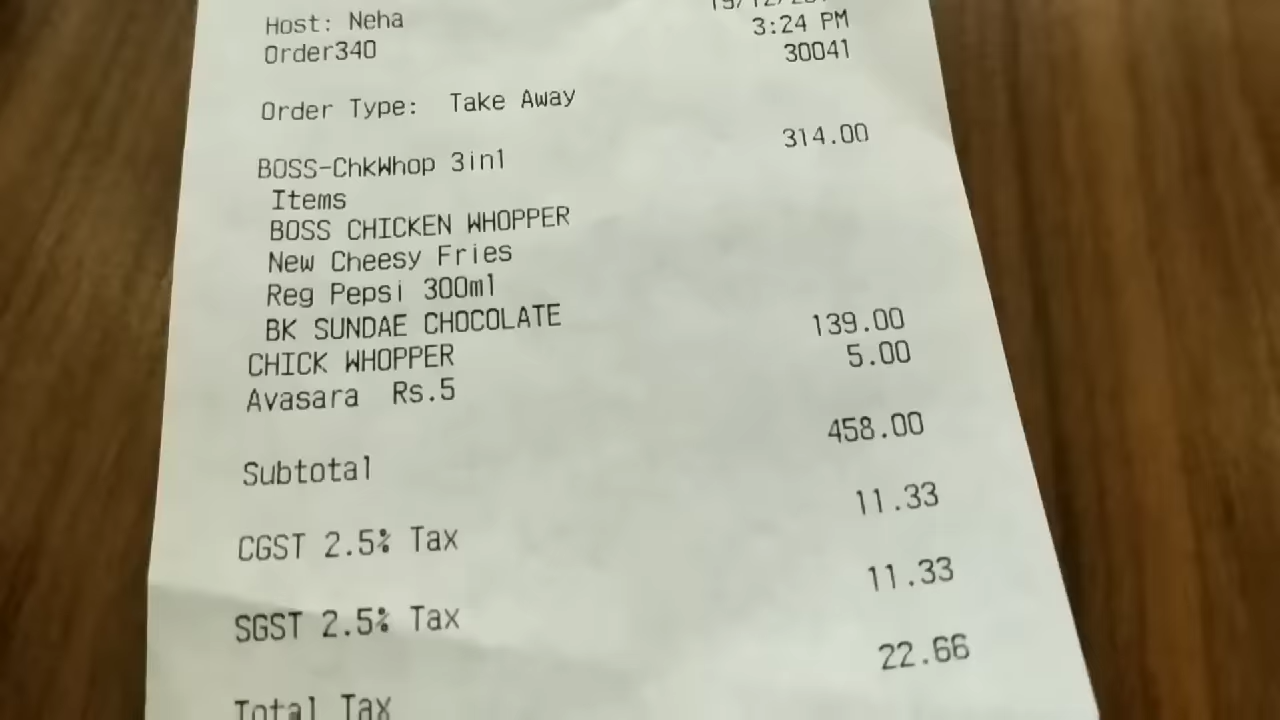 Host: Neha
Order340 3:24 PM
30041
Order Type: Take Away
BOSS-ChkWhop 3in1 314.00
Items
BOSS CHICKEN WHOPPER
New Cheesy Fries
Reg Pepsi 300ml
BK SUNDAE CHOCOLATE
CHICK WHOPPER 139.00
Avasara Rs.5 5.00
Subtotal 458.00
CGST 2.5% Tax 11.33
SGST 2.5% Tax 11.33
Total Tax 22.66